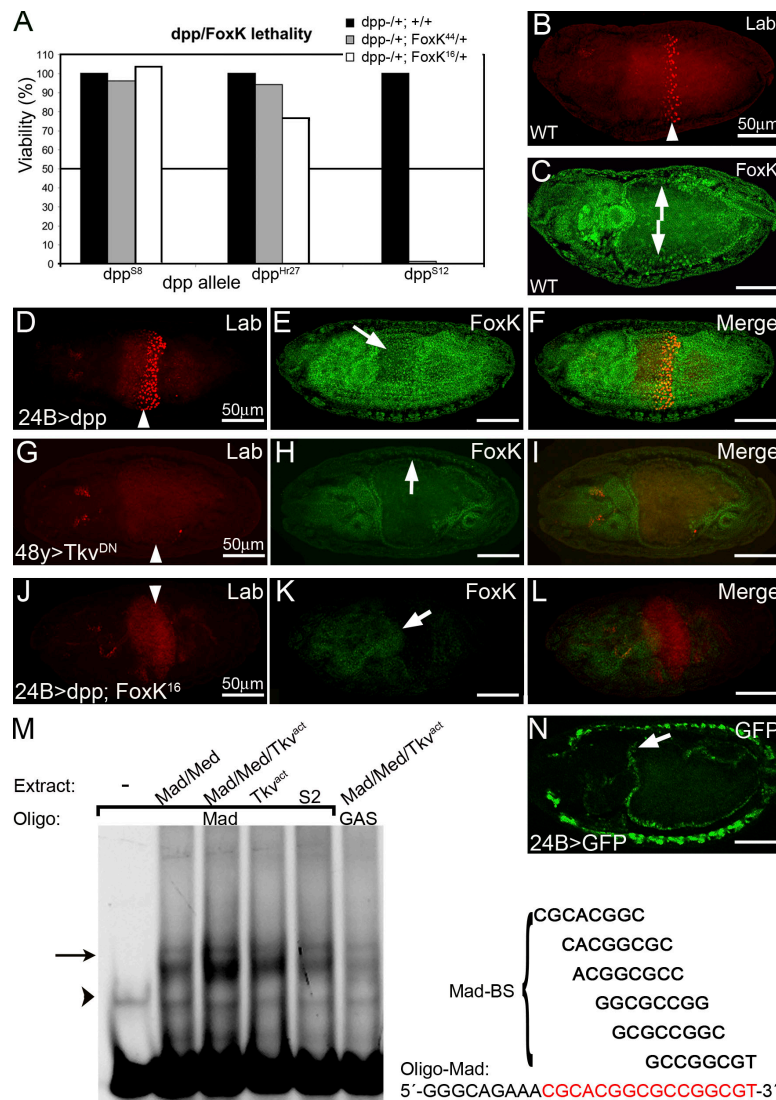 A
dpp/FoxK lethality
dpp-/+; +/+
dpp-/+; FoxK⁴⁴/+
dpp-/+; FoxK¹⁶/+
Viability (%)
110
100
90
80
70
60
50
40
30
20
10
0
dppˢ⁸
dppᴴʳ²⁷
dppˢ¹²
dpp allele
B
Lab
WT
50µm
C
FoxK
WT
D
Lab
24B>dpp
50µm
E
FoxK
F
Merge
G
Lab
48y>Tkvᴰᴺ
50µm
H
FoxK
I
Merge
J
Lab
24B>dpp; FoxK¹⁶
50µm
K
FoxK
L
Merge
M
Extract:
-
Mad/Med
Mad/Med/Tkvᵃᶜᵗ
Tkvᵃᶜᵗ
S2
Mad/Med/Tkvᵃᶜᵗ
Oligo:
Mad
GAS
N
GFP
24B>GFP
Mad-BS
CGCACGGC
CACGGCGC
ACGGCGCC
GGCGCCGG
GCGCCGGC
GCCGGCGT
Oligo-Mad:
5´-GGGCAGAAACGCACGGCGCCGGCGT-3´